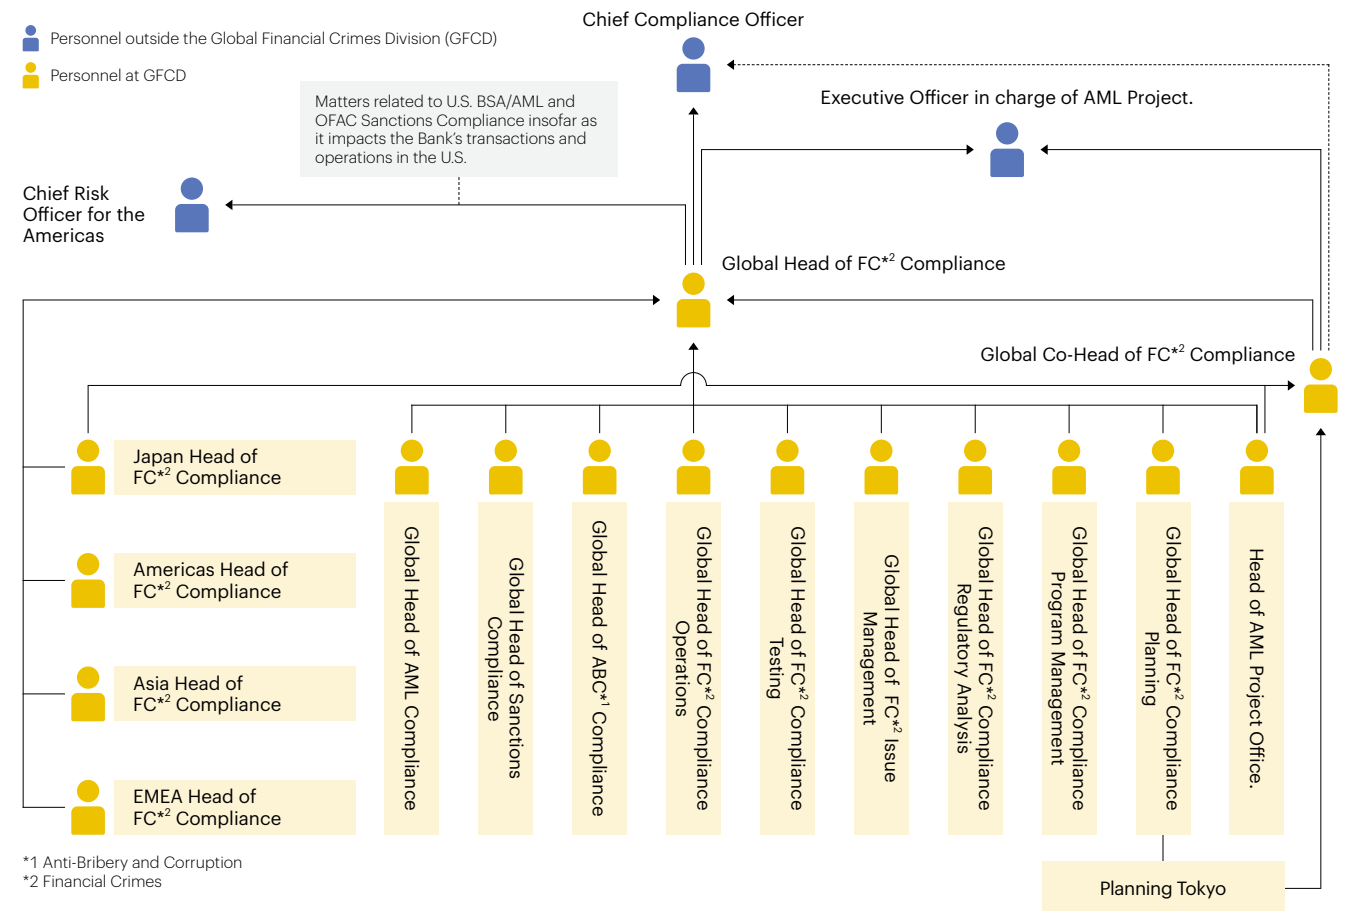 Chief Compliance Officer
Personnel outside the Global Financial Crimes Division (GFCD)
Personnel at GFCD
Matters related to U.S. BSA/AML and
OFAC Sanctions Compliance insofar as
it impacts the Bank's transactions and
operations in the U.S.
Executive Officer in charge of AML Project.
Chief Risk
Officer for the
Americas
Global Head of FC*2 Compliance
Global Co-Head of FC*2 Compliance
Japan Head of
FC*2 Compliance
Americas Head of
FC*2 Compliance
Asia Head of
FC*2 Compliance
EMEA Head of
FC*2 Compliance
Global Head of AML Compliance
Global Head of Sanctions
Compliance
Global Head of ABC*1 Compliance
Global Head of FC*2 Compliance
Operations
Global Head of FC*2 Compliance
Testing
Global Head of FC*2 Issue
Management
Global Head of FC*2 Compliance
Regulatory Analysis
Global Head of FC*2 Compliance
Program Management
Global Head of FC*2 Compliance
Planning
Head of AML Project Office.
Planning Tokyo
*1 Anti-Bribery and Corruption
*2 Financial Crimes